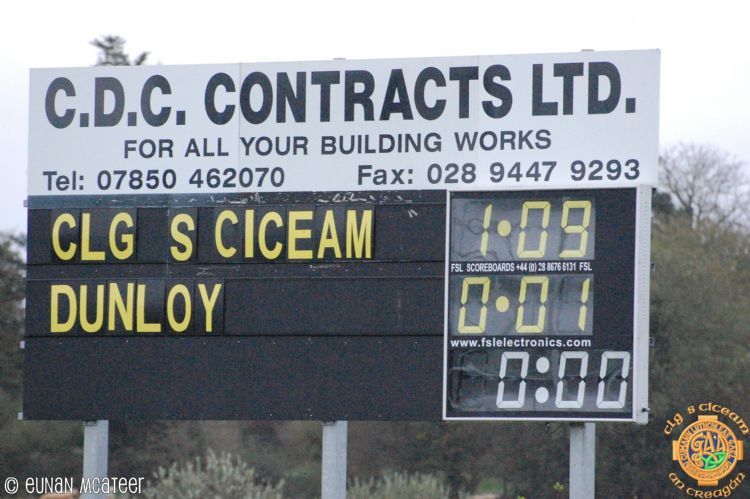 C.D.C. CONTRACTS LTD.
FOR ALL YOUR BUILDING WORKS
Tel: 07850 462070 Fax: 028 9447 9293
CLG S CICEAM 1:09
FSL SCOREBOARDS +44 (0) 28 8676 6131 FSL
DUNLOY 0:01
www.fslelectronics.com
0:00
CLG S CICEAM
AN CREAGÁN
© EUNAN MCATEER